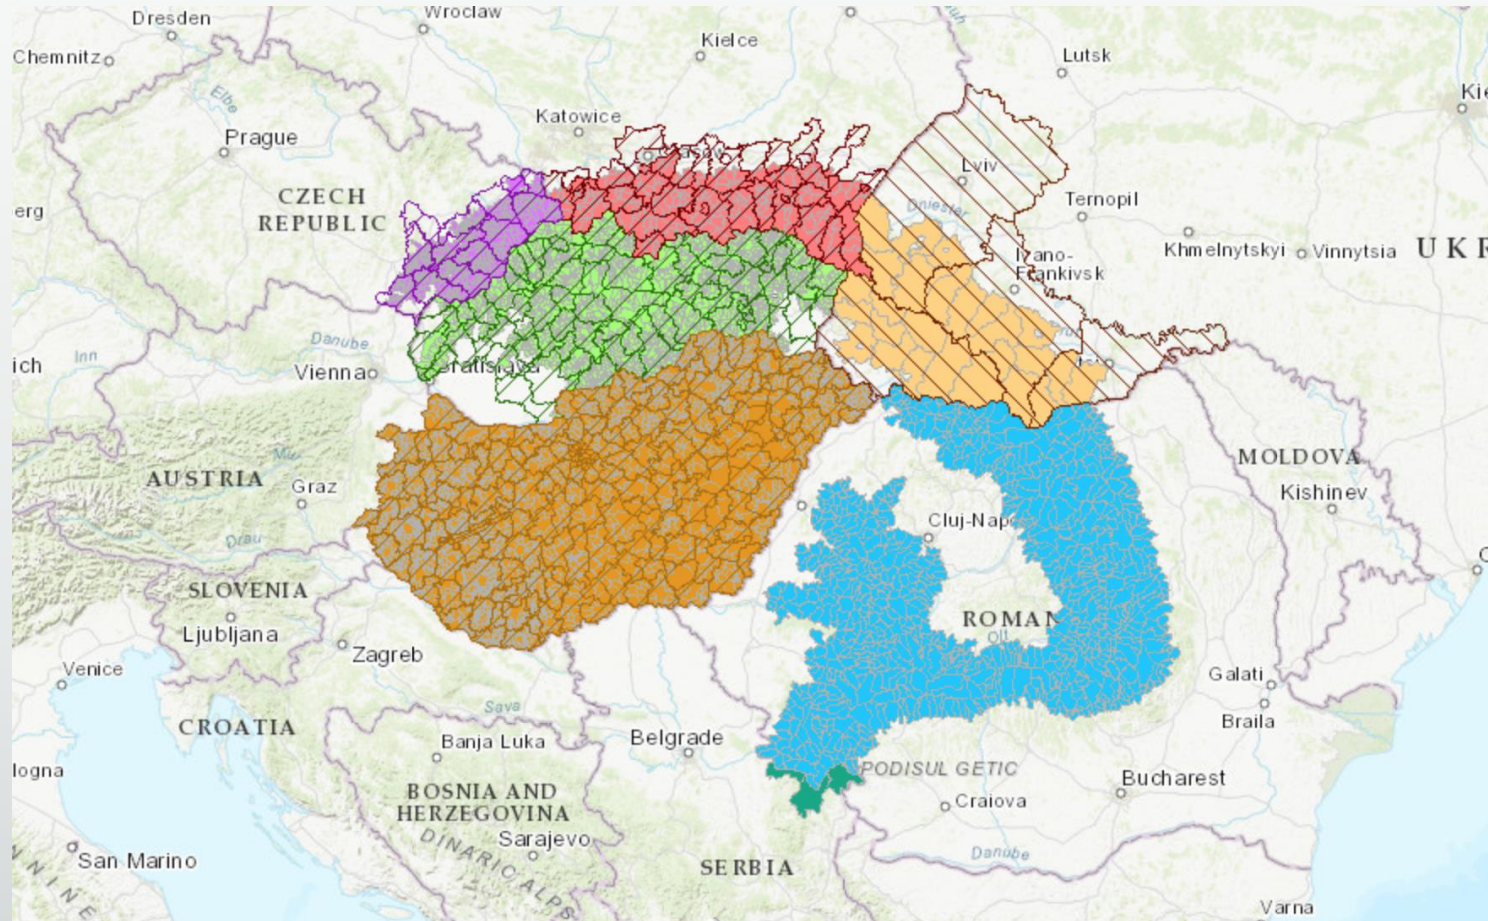 Dresden
Wroclaw
Kielce
Lutsk
Chemnitz
Elbe
Katowice
Prague
Lviv
CZECH
REPUBLIC
Ternopil
erg
Dniester
Khmelnytskyi
Vinnytsia
UKR
Frankivsk
Danube
Inn
ich
Vienna
Bratislava
MOLDOVA
AUSTRIA
Kishinev
Graz
Cluj-Napo
Drau
SLOVENIA
ROMAN
Olt
Ljubljana
Zagreb
Venice
Galati
Sava
CROATIA
Braila
Banja Luka
Belgrade
logna
PODISUL GETIC
Bucharest
BOSNIA AND
HERZEGOVINA
Craiova
DINARIC ALPS
Sarajevo
San Marino
SERBIA
Danube
NNINE
Varna